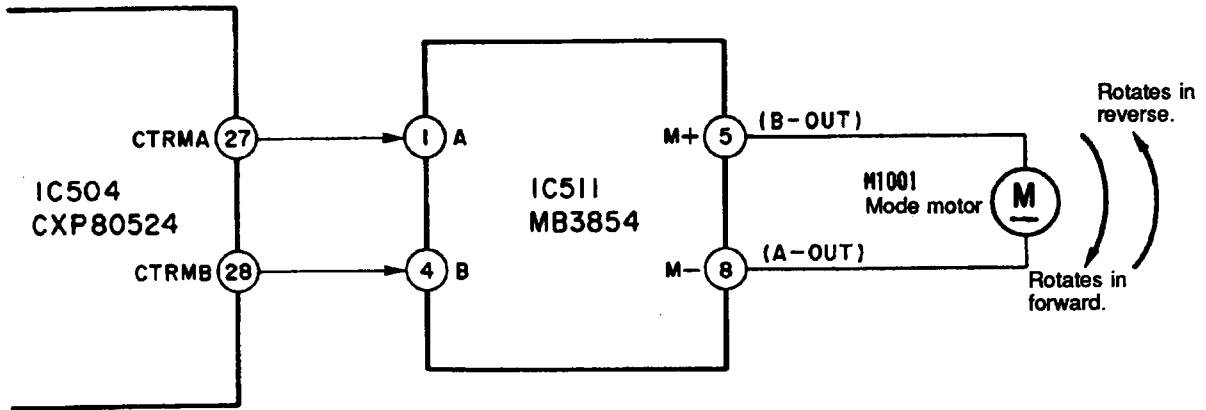 CTRMA 27
1 A
M+ 5
(B-OUT)
Rotates in
reverse.
IC504
CXP80524
IC511
MB3854
M1001
Mode motor
M
CTRMB 28
4 B
M- 8
(A-OUT)
Rotates in
forward.